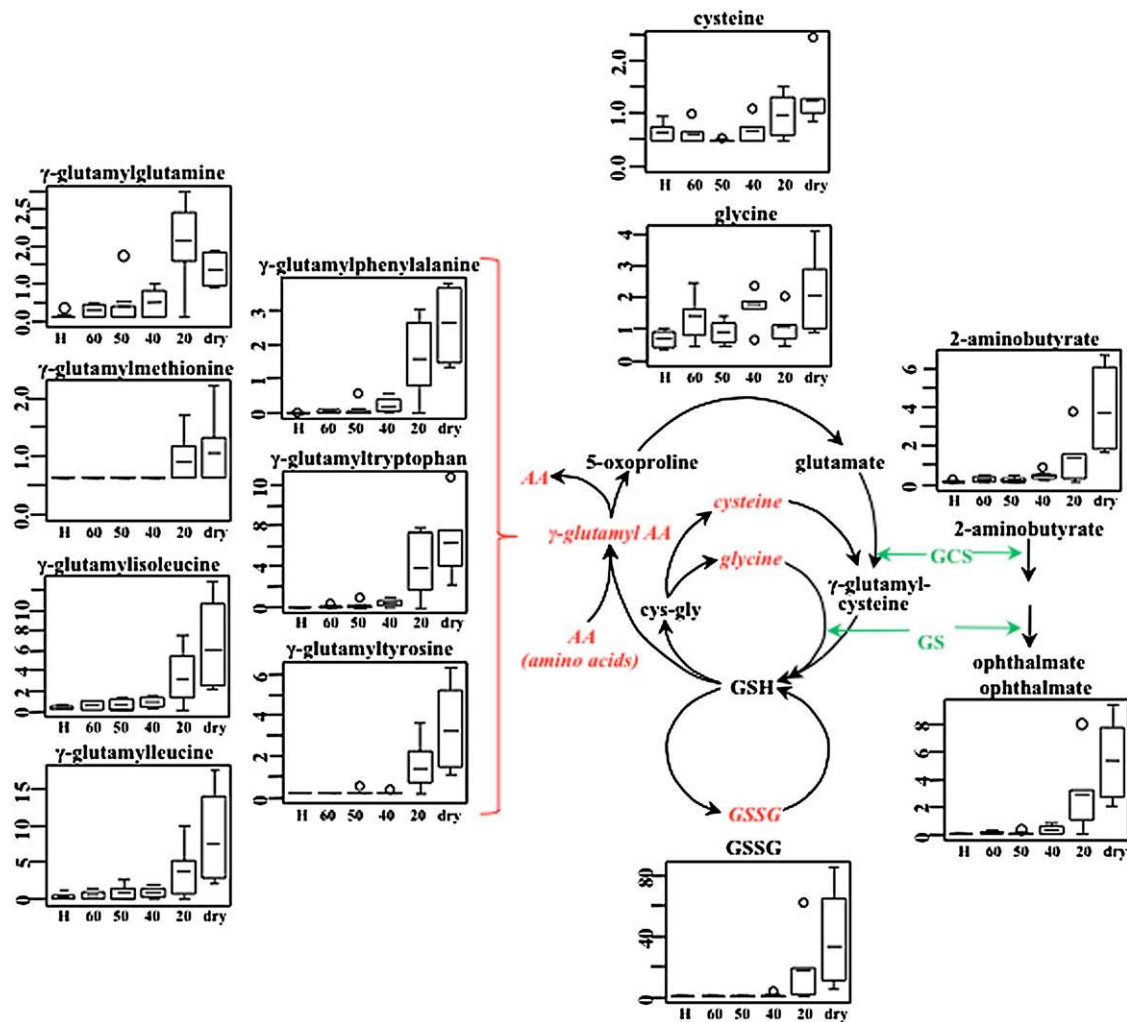 cysteine
2.0
1.0
0.0
H 60 50 40 20 dry
glycine
4
3
2
1
0
H 60 50 40 20 dry
γ-glutamylglutamine
2.5
2.0
1.0
0.0
H 60 50 40 20 dry
γ-glutamylphenylalanine
3
2
1
0
H 60 50 40 20 dry
γ-glutamylmethionine
2.0
1.0
0.0
H 60 50 40 20 dry
γ-glutamyltryptophan
10
8
4
2
0
H 60 50 40 20 dry
γ-glutamylisoleucine
10
8
6
4
2
0
H 60 50 40 20 dry
γ-glutamyltyrosine
6
4
2
0
H 60 50 40 20 dry
γ-glutamylleucine
15
10
5
0
H 60 50 40 20 dry
2-aminobutyrate
6
4
2
0
H 60 50 40 20 dry
5-oxoproline
glutamate
AA
cysteine
γ-glutamyl AA
glycine
2-aminobutyrate
GCS
γ-glutamyl-
cysteine
cys-gly
AA
(amino acids)
GS
GSH
ophthalmate
ophthalmate
8
6
4
2
0
H 60 50 40 20 dry
GSSG
GSSG
80
40
0
H 60 50 40 20 dry